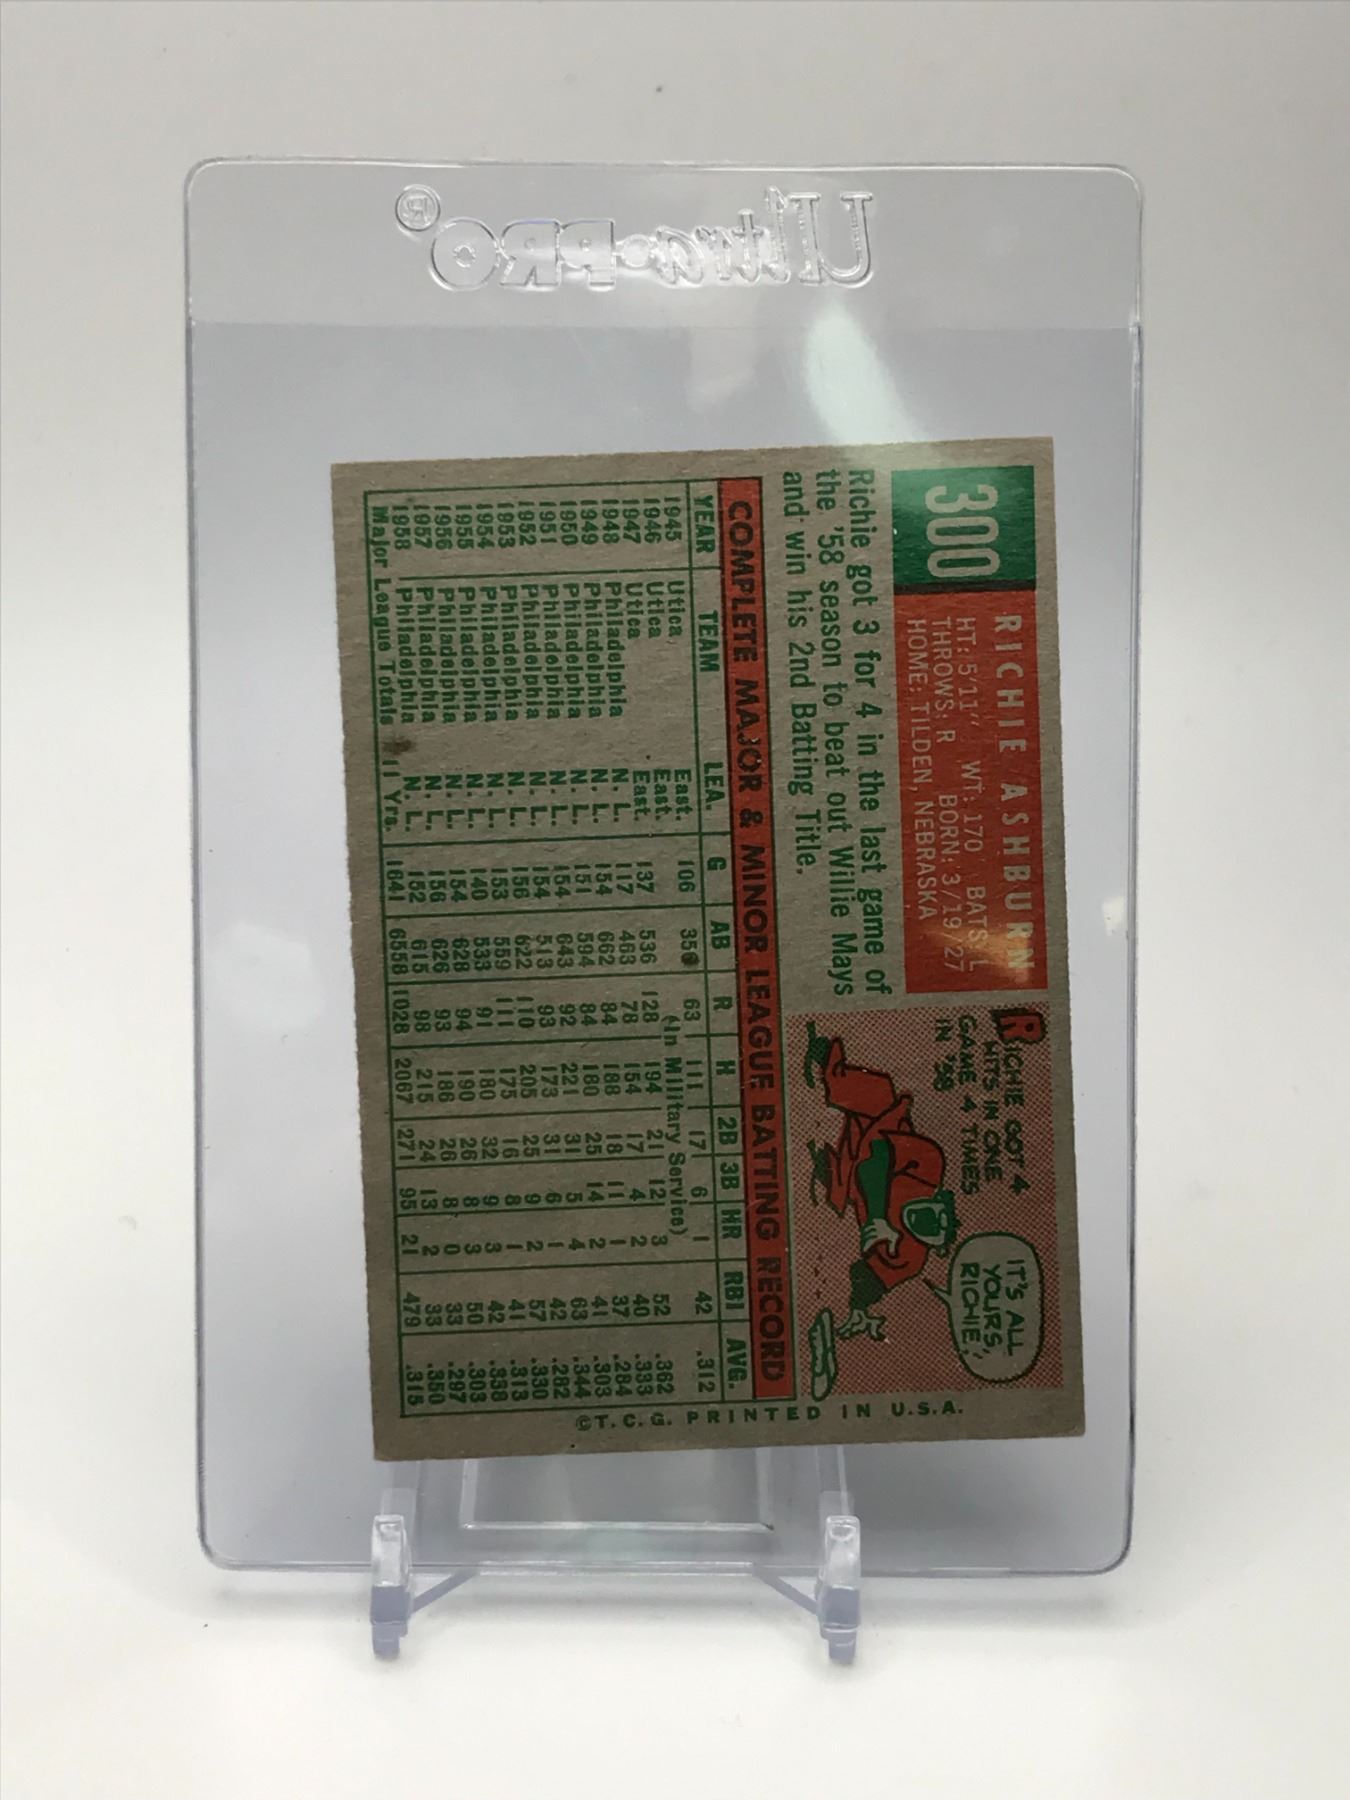 Ultra•PRO®
300
RICHIE ASHBURN
HT: 5'11" WT: 170 BATS: L
THROWS: R BORN: 3/19/27
HOME: TILDEN, NEBRASKA
Richie got 3 for 4 in the last game of
the '58 season to beat out Willie Mays
and win his 2nd Batting Title.
RICHIE GOT 4
HITS IN ONE
GAME 4 TIMES
IN '58
IT'S ALL
YOURS,
RICHIE!
COMPLETE MAJOR & MINOR LEAGUE BATTING RECORD
YEAR TEAM LEA. G AB R H 2B 3B HR RBI AVG.
1945 Utica East. 106 356 63 111 17 6 1 42 .312
1946 Utica East. (In Military Service)
1947 Utica East. 137 536 128 194 21 12 3 52 .362
1948 Philadelphia N. L. 117 463 78 154 17 4 2 40 .333
1949 Philadelphia N. L. 154 662 84 188 18 11 1 37 .284
1950 Philadelphia N. L. 151 594 84 180 25 14 2 41 .303
1951 Philadelphia N. L. 154 643 92 221 31 5 4 63 .344
1952 Philadelphia N. L. 154 613 93 173 31 6 1 42 .282
1953 Philadelphia N. L. 156 622 110 205 25 9 2 57 .330
1954 Philadelphia N. L. 153 559 111 175 16 8 1 41 .313
1955 Philadelphia N. L. 140 533 91 180 32 9 3 42 .338
1956 Philadelphia N. L. 154 628 94 190 26 8 3 50 .303
1957 Philadelphia N. L. 156 626 93 186 26 8 0 33 .297
1958 Philadelphia N. L. 152 615 98 215 24 13 2 33 .350
Major League Totals 11 Yrs. 1641 6558 1028 2067 271 95 21 479 .315
©T. C. G. PRINTED IN U.S.A.